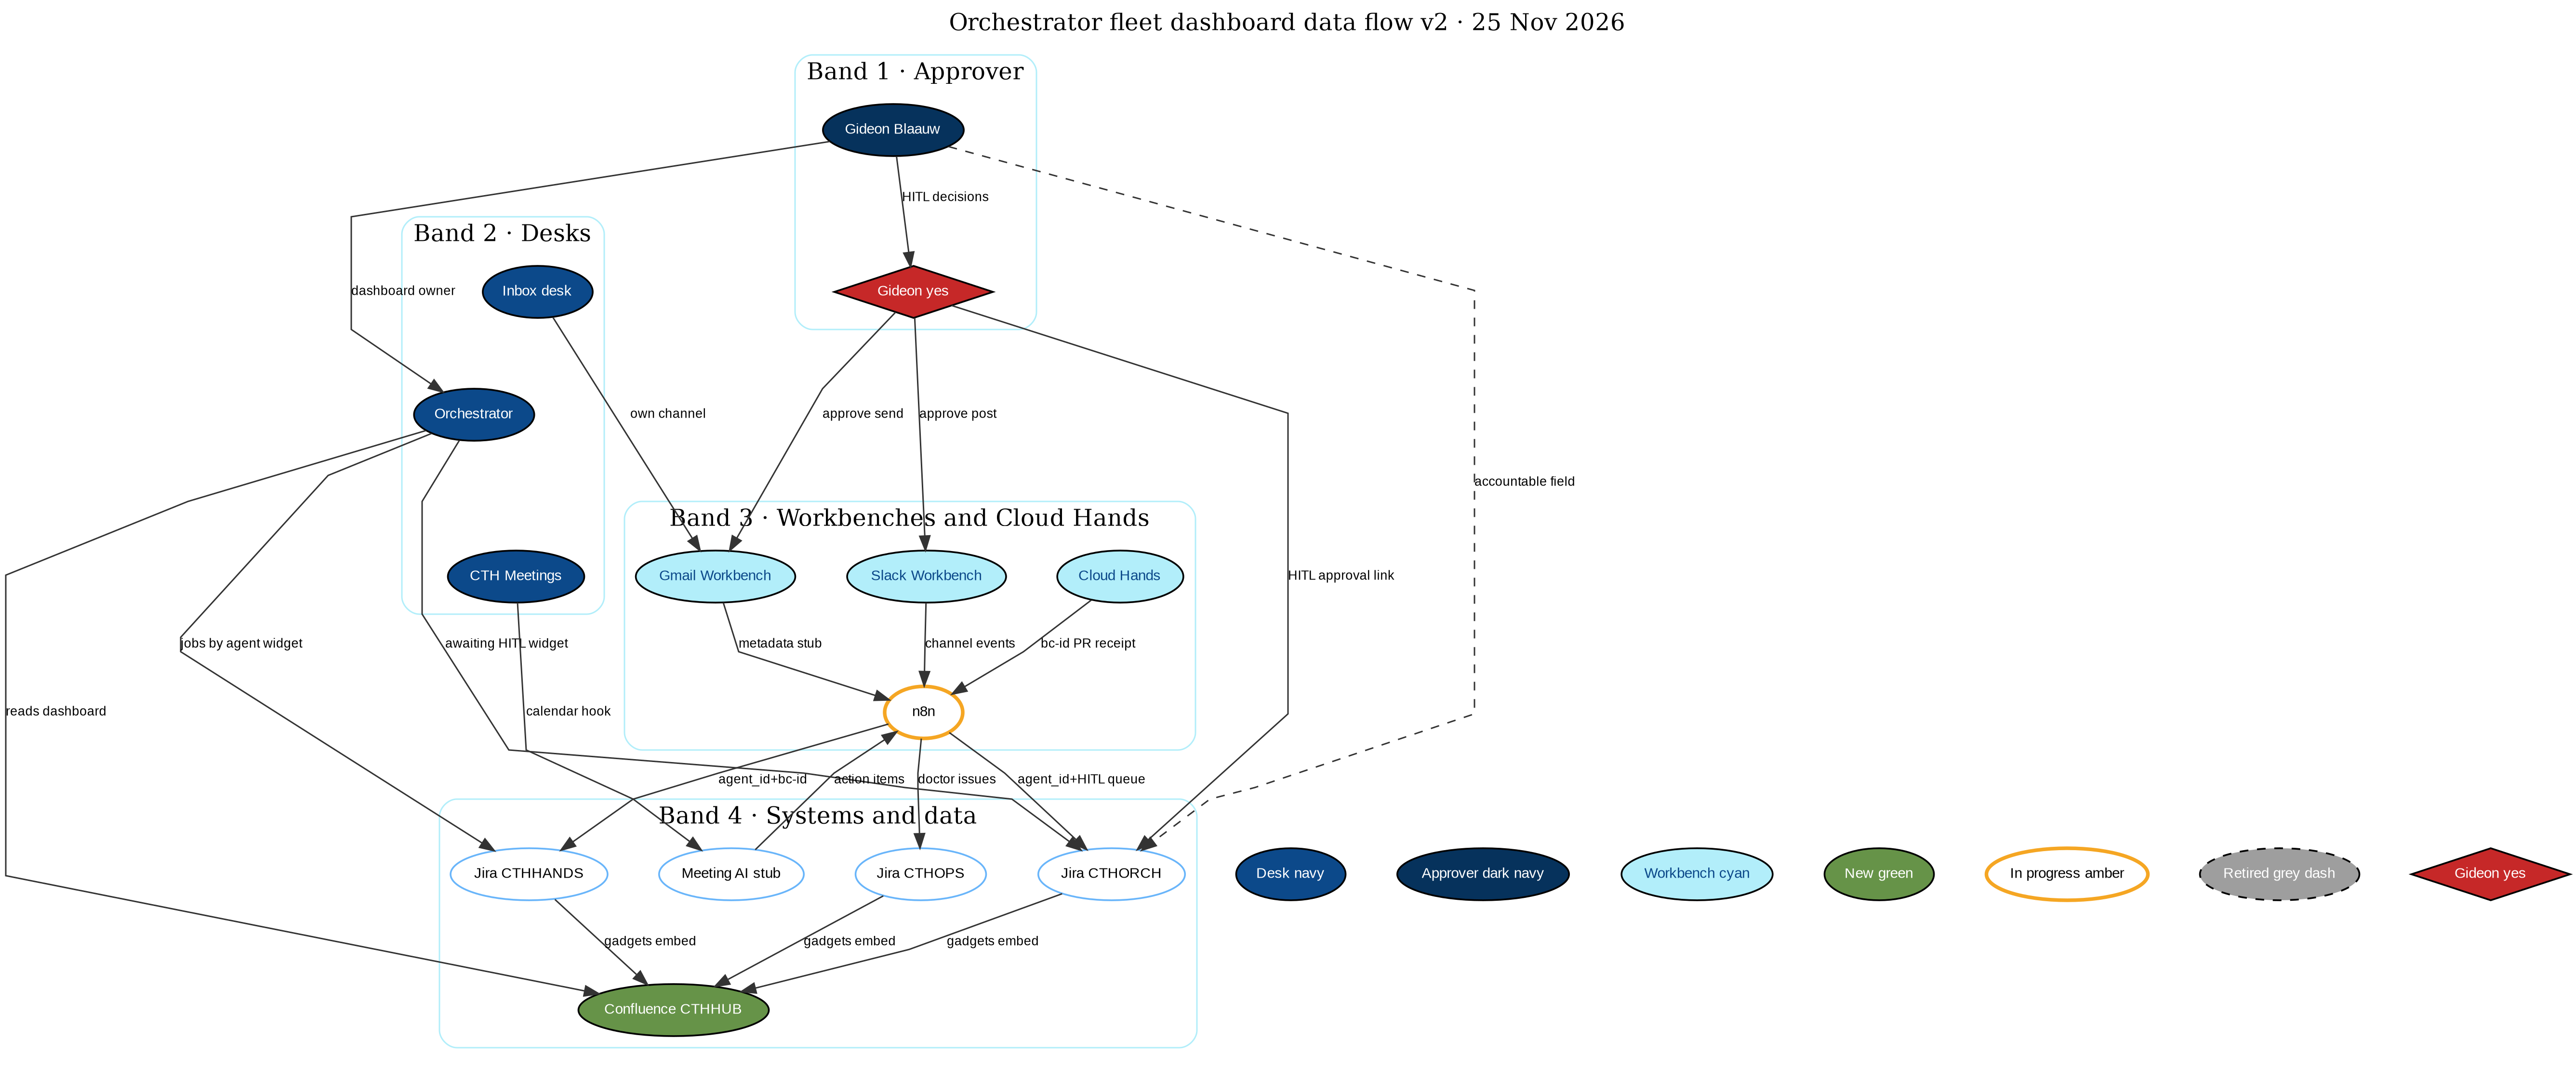 Orchestrator fleet dashboard data flow v2 · 25 Nov 2026
Band 1 · Approver
Gideon Blaauw
HITL decisions
Band 2 · Desks
Inbox desk
dashboard owner
Gideon yes
Orchestrator
own channel
approve send
approve post
accountable field
Band 3 · Workbenches and Cloud Hands
CTH Meetings
Gmail Workbench
Slack Workbench
Cloud Hands
HITL approval link
jobs by agent widget
awaiting HITL widget
metadata stub
channel events
bc-id PR receipt
reads dashboard
calendar hook
n8n
agent_id+bc-id
action items
doctor issues
agent_id+HITL queue
Band 4 · Systems and data
Jira CTHHANDS
Meeting AI stub
Jira CTHOPS
Jira CTHORCH
Desk navy
Approver dark navy
Workbench cyan
New green
In progress amber
Retired grey dash
Gideon yes
gadgets embed
gadgets embed
gadgets embed
Confluence CTHHUB